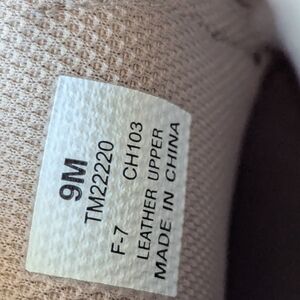 9M
TM22220
F-7 CH103
LEATHER UPPER
MADE IN CHINA